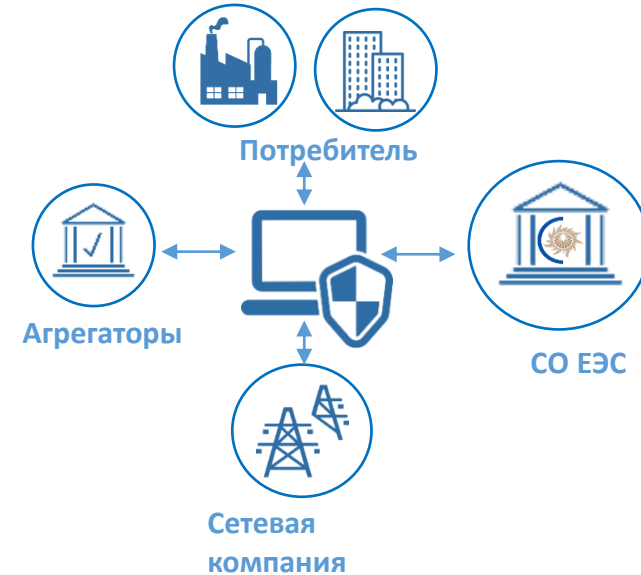 Потребитель
Агрегаторы
СО ЕЭС
Сетевая
компания